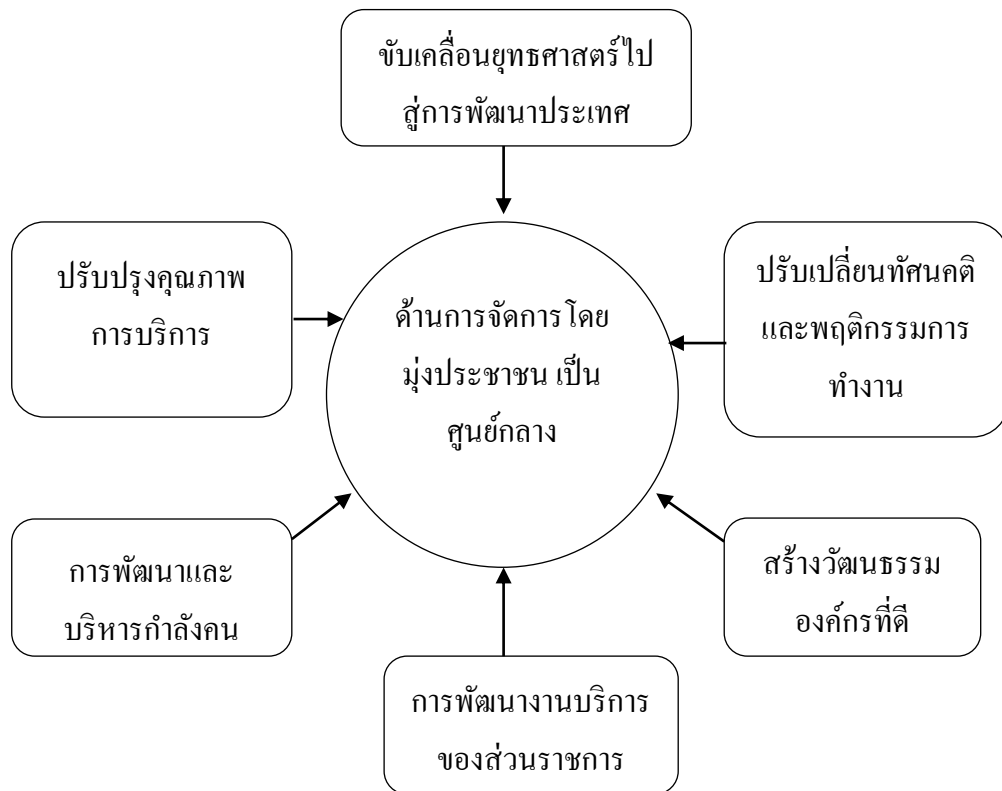 ขับเคลื่อนยุทธศาสตร์ไป
สู่การพัฒนาประเทศ
ปรับปรุงคุณภาพ
การบริการ
ด้านการจัดการโดย
มุ่งประชาชน เป็น
ศูนย์กลาง
ปรับเปลี่ยนทัศนคติ
และพฤติกรรมการ
ทำงาน
การพัฒนาและ
บริหารกำลังคน
สร้างวัฒนธรรม
องค์กรที่ดี
การพัฒนางานบริการ
ของส่วนราชการ